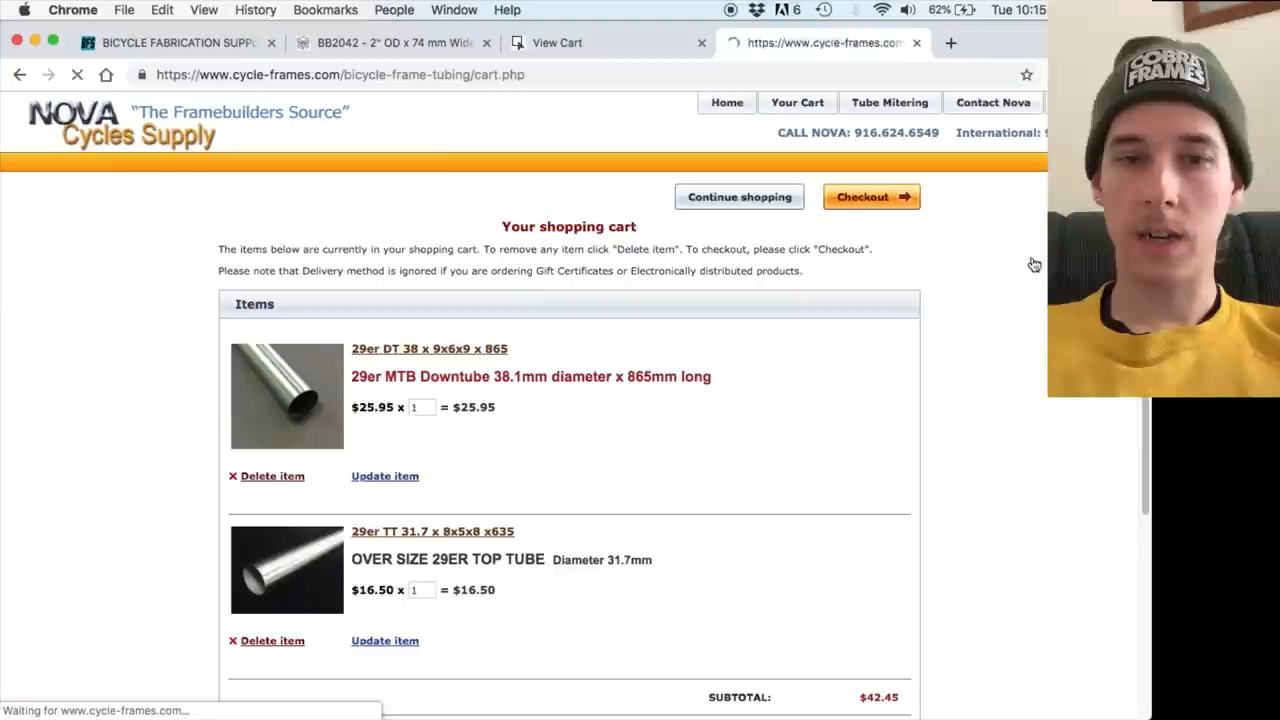 Chrome File Edit View History Bookmarks People Window Help 6 62% Tue 10:15
BICYCLE FABRICATION SUPPL × BB2042 - 2" OD x 74 mm Wide × View Cart × https://www.cycle-frames.com ×
https://www.cycle-frames.com/bicycle-frame-tubing/cart.php
NOVA "The Framebuilders Source"
Cycles Supply
Home Your Cart Tube Mitering Contact Nova
CALL NOVA: 916.624.6549 International: 9
COBRA
FRAMES
Continue shopping Checkout
Your shopping cart
The items below are currently in your shopping cart. To remove any item click "Delete item". To checkout, please click "Checkout".
Please note that Delivery method is ignored if you are ordering Gift Certificates or Electronically distributed products.
Items
29er DT 38 x 9x6x9 x 865
29er MTB Downtube 38.1mm diameter x 865mm long
$25.95 x 1 = $25.95
Delete item Update item
29er TT 31.7 x 8x5x8 x635
OVER SIZE 29ER TOP TUBE Diameter 31.7mm
$16.50 x 1 = $16.50
Delete item Update item
SUBTOTAL: $42.45
Waiting for www.cycle-frames.com...